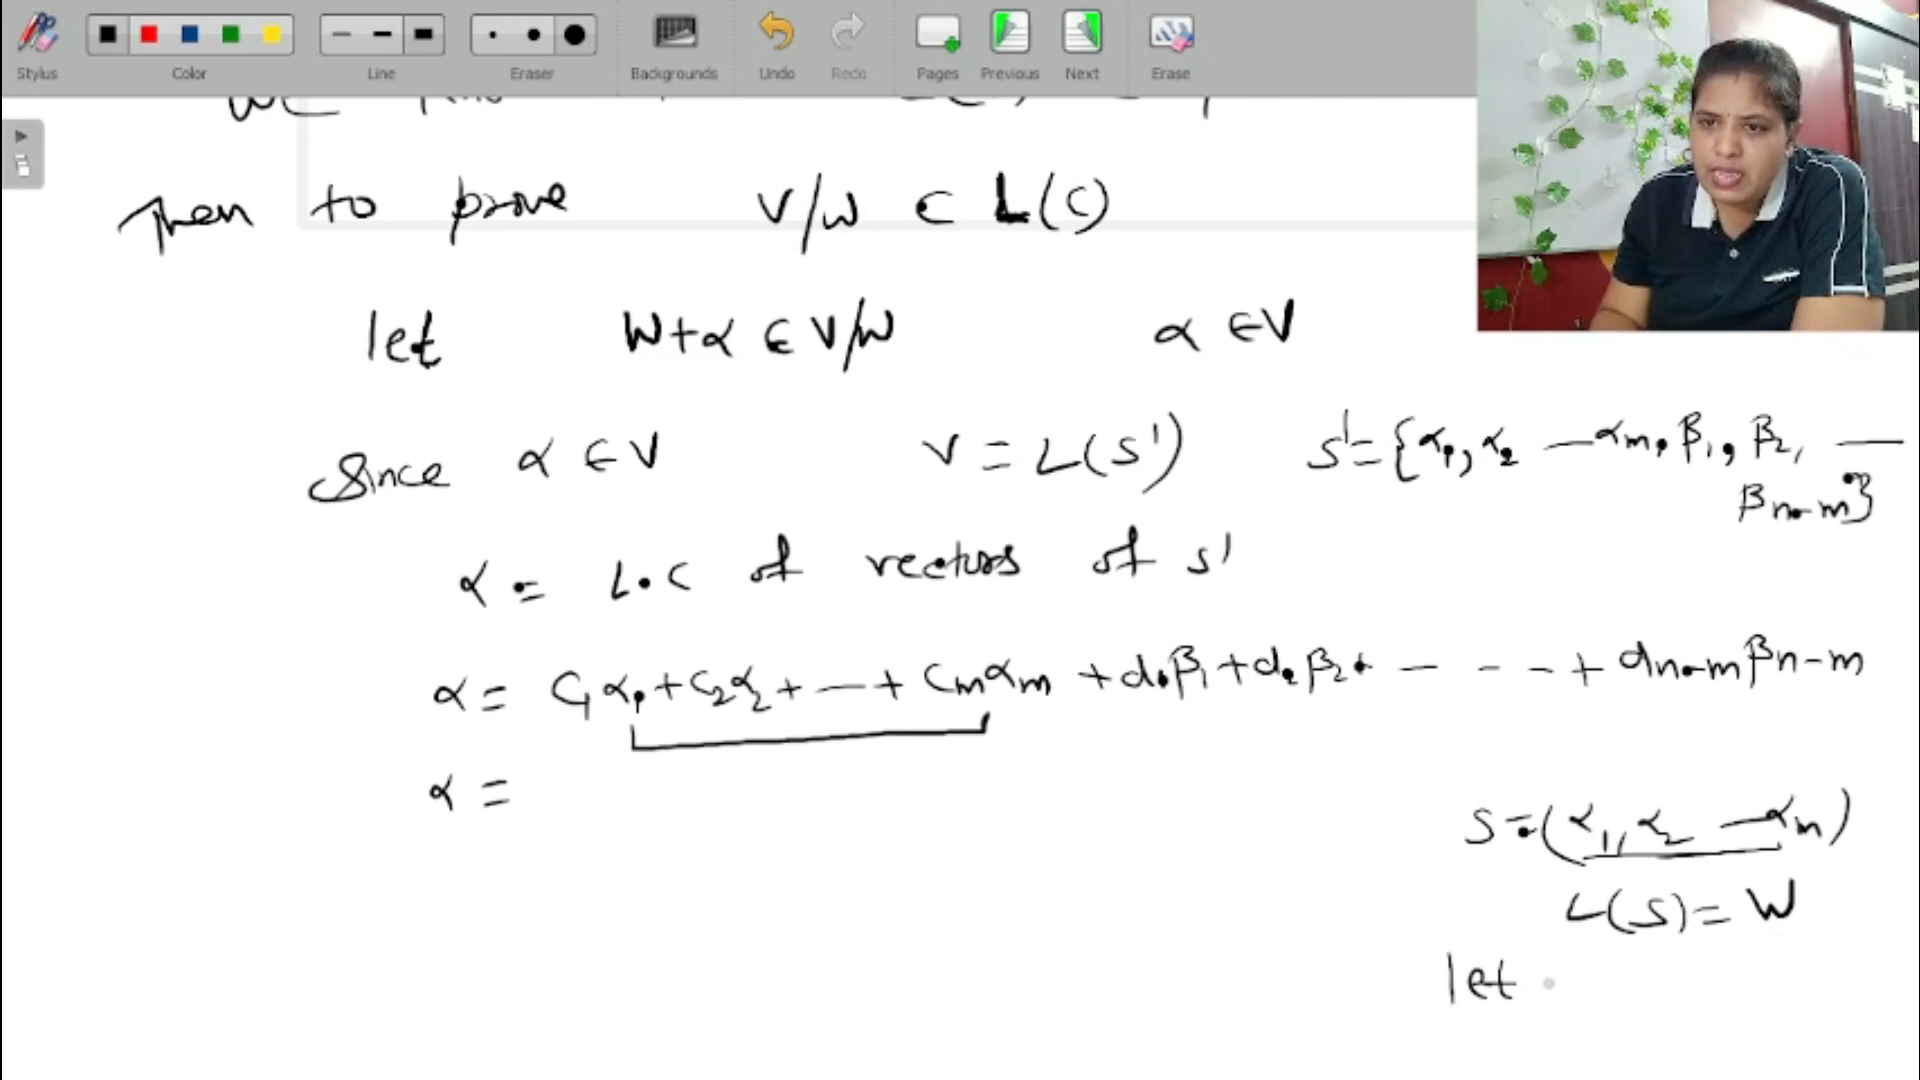 Stylus Color Line Eraser Backgrounds Undo Redo Pages Previous Next Erase
Then to prove V/W ⊂ L(C)
let W+α ∈ V/W α ∈ V
Since α ∈ V V = L(S') S' = {α₁, α₂ — αm, β₁, β₂, —
βn-m}
α = L.C of vectors of S'
α = C₁α₁ + C₂α₂ + — + Cmαm + d₁β₁ + d₂β₂ + - - - + dn-mβn-m
α =
S = (α₁, α₂ — αm)
L(S) = W
let